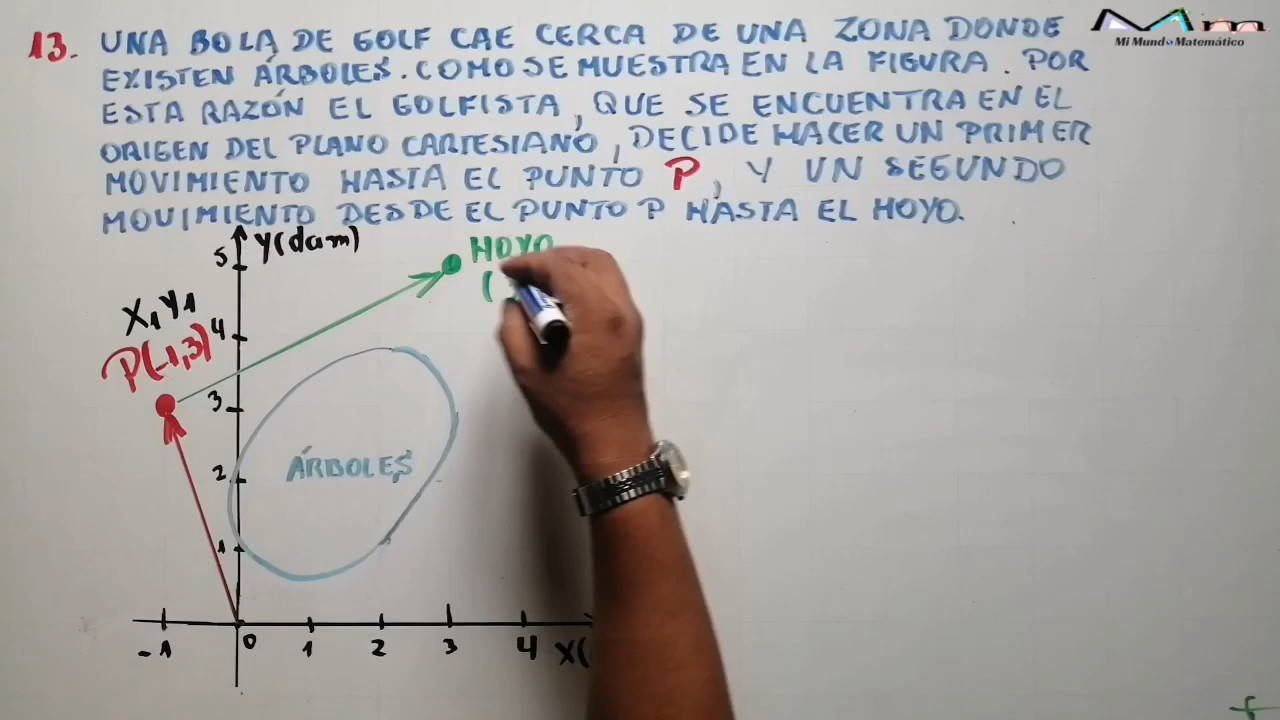 13. UNA BOLA DE GOLF CAE CERCA DE UNA ZONA DONDE
EXISTEN ÁRBOLES. COMO SE MUESTRA EN LA FIGURA. POR
ESTA RAZÓN EL GOLFISTA, QUE SE ENCUENTRA EN EL
ORIGEN DEL PLANO CARTESIANO, DECIDE HACER UN PRIMER
MOVIMIENTO HASTA EL PUNTO P, Y UN SEGUNDO
MOVIMIENTO DESDE EL PUNTO P HASTA EL HOYO.
Mm
Mi Mundo Matemático
Y(dam)
5
HOYO
(
X1 Y1
4
P(-1,3)
3
ÁRBOLES
2
1
-1 0 1 2 3 4 X(